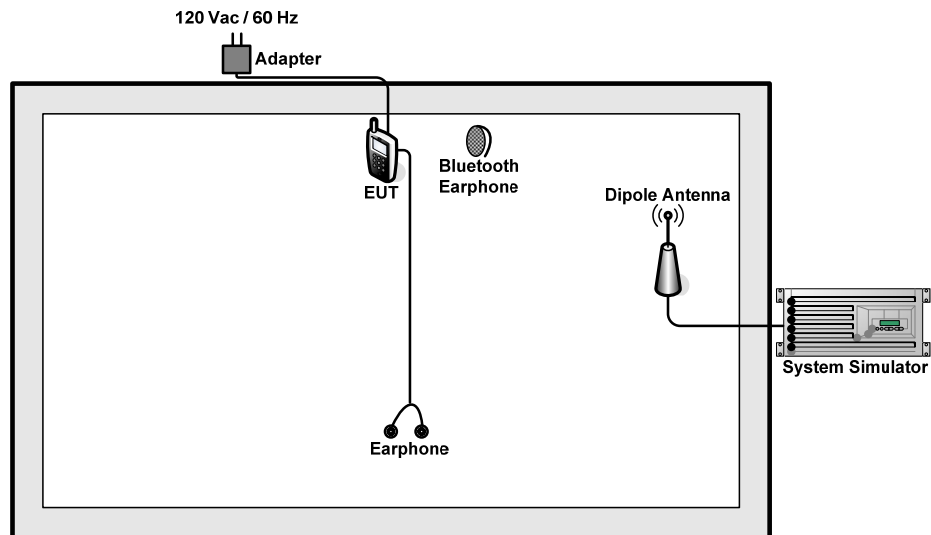 120 Vac / 60 Hz
Adapter
EUT
Bluetooth
Earphone
Dipole Antenna
System Simulator
Earphone